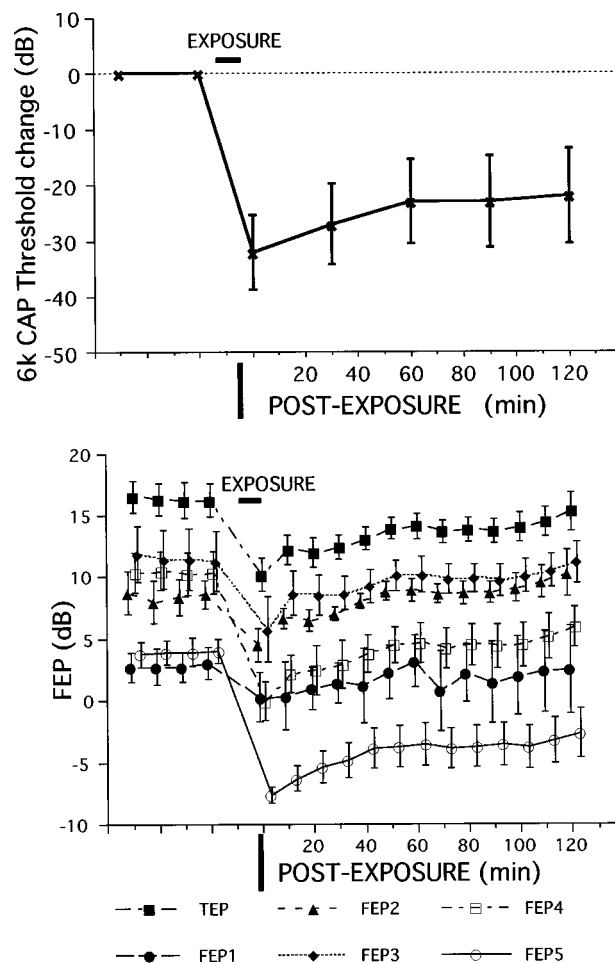 EXPOSURE
6k CAP Threshold change (dB)
0
-10
-20
-30
-40
-50
20 40 60 80 100 120
POST-EXPOSURE (min)
FEP (dB)
20
15
10
5
0
-5
-10
EXPOSURE
20 40 60 80 100 120
POST-EXPOSURE (min)
TEP FEP2 FEP4
FEP1 FEP3 FEP5